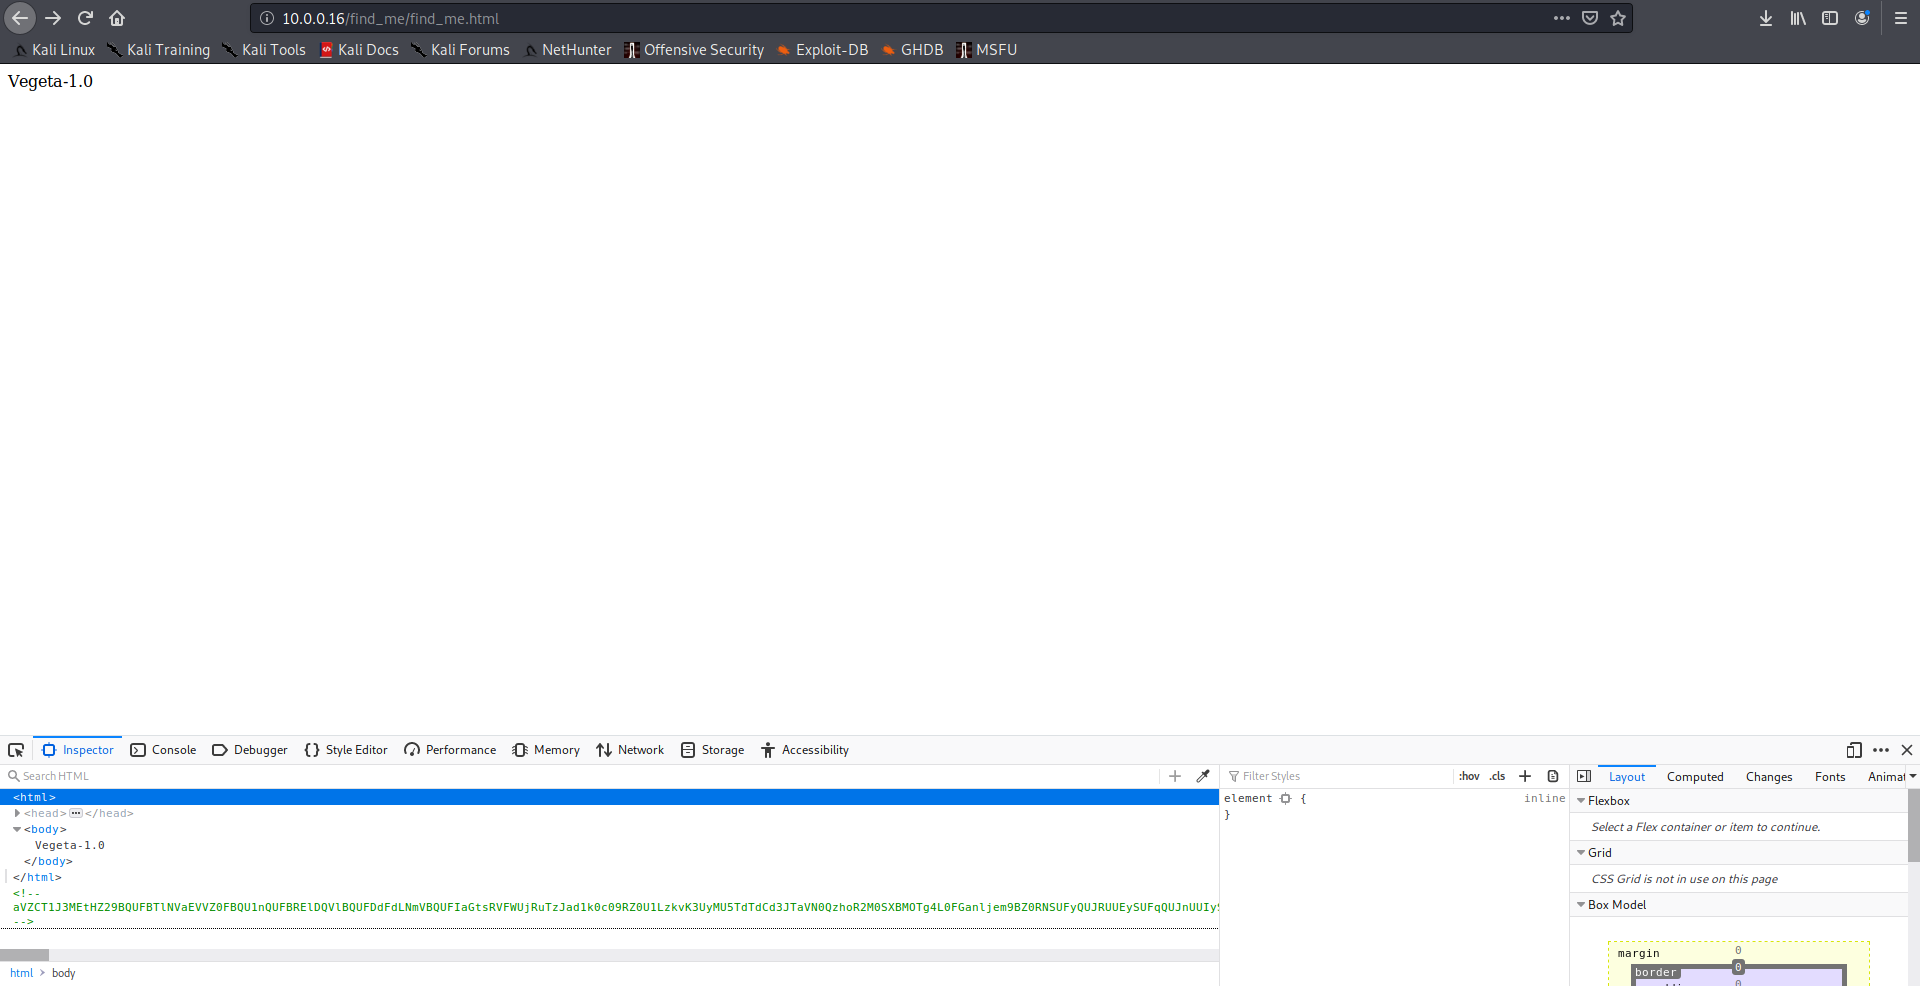 10.0.0.16/find_me/find_me.html
Kali Linux Kali Training Kali Tools Kali Docs Kali Forums NetHunter Offensive Security Exploit-DB GHDB MSFU
Vegeta-1.0
Inspector Console Debugger Style Editor Performance Memory Network Storage Accessibility
Search HTML
Filter Styles :hov .cls
Layout Computed Changes Fonts
<html>
<head> </head>
<body>
Vegeta-1.0
</body>
</html>
<!--
-->
element { inline
}
Flexbox
Select a Flex container or item to continue.
Grid
CSS Grid is not in use on this page
Box Model
margin 0
border 0
0
html > body